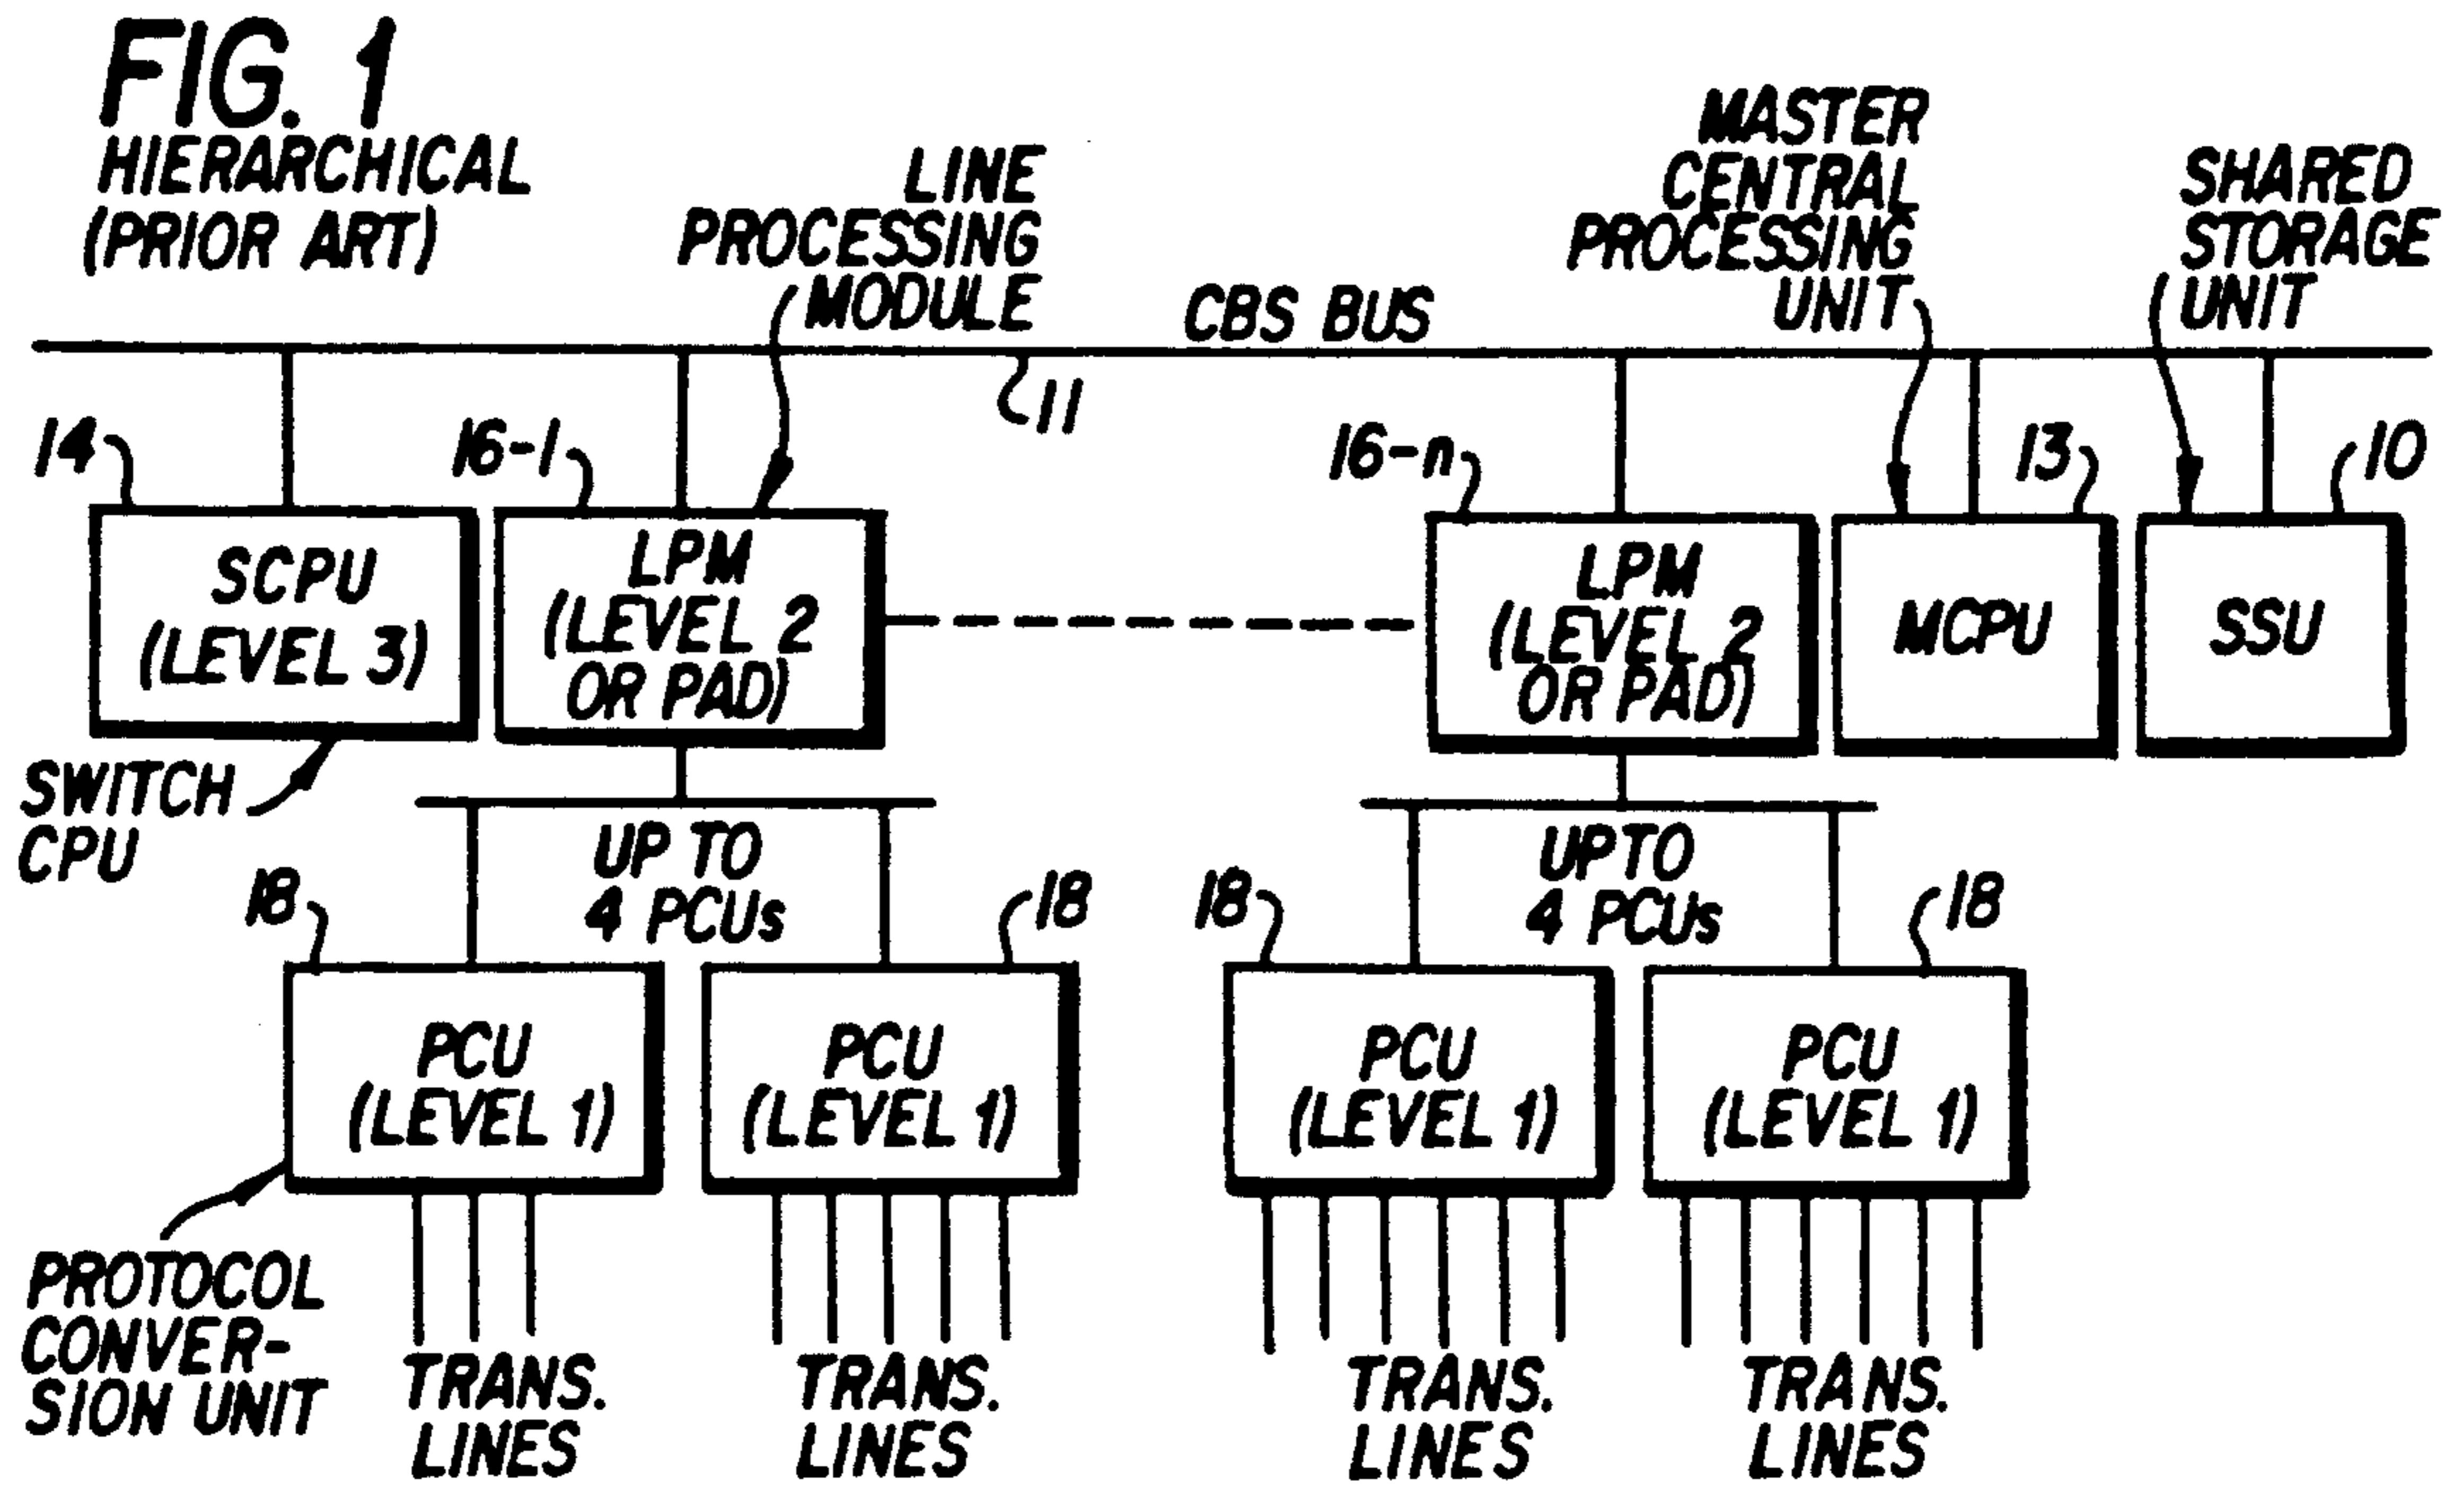 FIG. 1
HIERARCHICAL
(PRIOR ART)
LINE
PROCESSING
MODULE
CBS BUS
MASTER
CENTRAL
PROCESSING
UNIT
SHARED
STORAGE
UNIT
11
14
16-1
16-n
13
10
SCPU
(LEVEL 3)
LPM
(LEVEL 2
OR PAD)
LPM
(LEVEL 2
OR PAD)
MCPU
SSU
SWITCH
CPU
UP TO
4 PCUs
UP TO
4 PCUs
18
18
18
18
PCU
(LEVEL 1)
PCU
(LEVEL 1)
PCU
(LEVEL 1)
PCU
(LEVEL 1)
PROTOCOL
CONVER-
SION UNIT
TRANS.
LINES
TRANS.
LINES
TRANS.
LINES
TRANS.
LINES